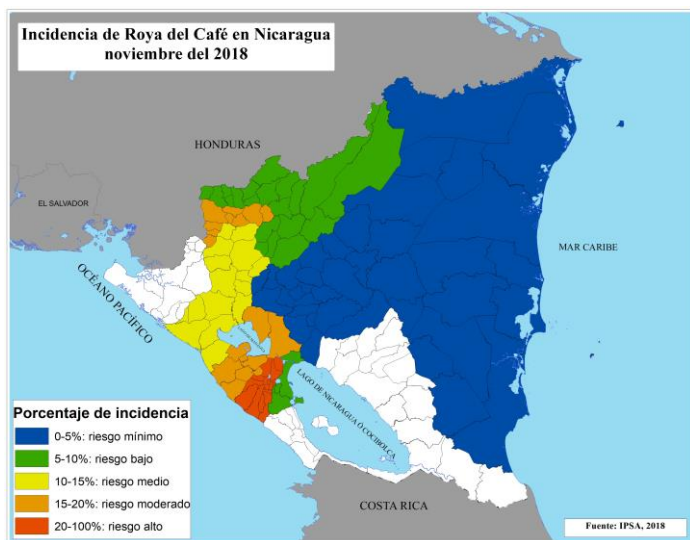 Incidencia de Roya del Café en Nicaragua
noviembre del 2018
HONDURAS
EL SALVADOR
MAR CARIBE
OCÉANO PACÍFICO
LAGO DE NICARAGUA Ó COCIBOLCA
COSTA RICA
Porcentaje de incidencia
0-5%: riesgo mínimo
5-10%: riesgo bajo
10-15%: riesgo medio
15-20%: riesgo moderado
20-100%: riesgo alto
Fuente: IPSA, 2018